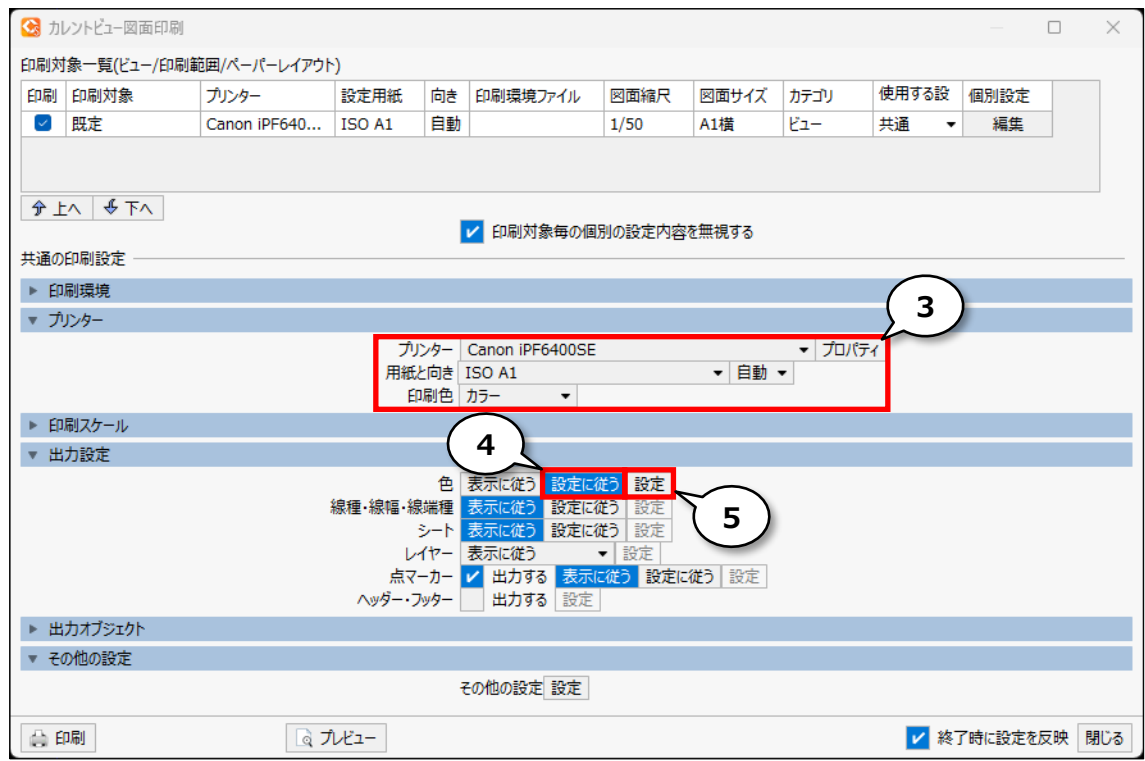 カレントビュー図面印刷
印刷対象一覧(ビュー/印刷範囲/ペーパーレイアウト)
印刷 印刷対象 プリンター 設定用紙 向き 印刷環境ファイル 図面縮尺 図面サイズ カテゴリ 使用する設 個別設定
既定 Canon iPF640... ISO A1 自動 1/50 A1横 ビュー 共通 編集
上へ 下へ
印刷対象毎の個別の設定内容を無視する
共通の印刷設定
印刷環境
3
プリンター
プリンター Canon iPF6400SE プロパティ
用紙と向き ISO A1 自動
印刷色 カラー
印刷スケール
4
出力設定
色 表示に従う 設定に従う 設定
線種・線幅・線端種 表示に従う 設定に従う 設定
5
シート 表示に従う 設定に従う 設定
レイヤー 表示に従う 設定
点マーカー 出力する 表示に従う 設定に従う 設定
ヘッダー・フッター 出力する 設定
出力オブジェクト
その他の設定
その他の設定 設定
印刷 プレビュー 終了時に設定を反映 閉じる